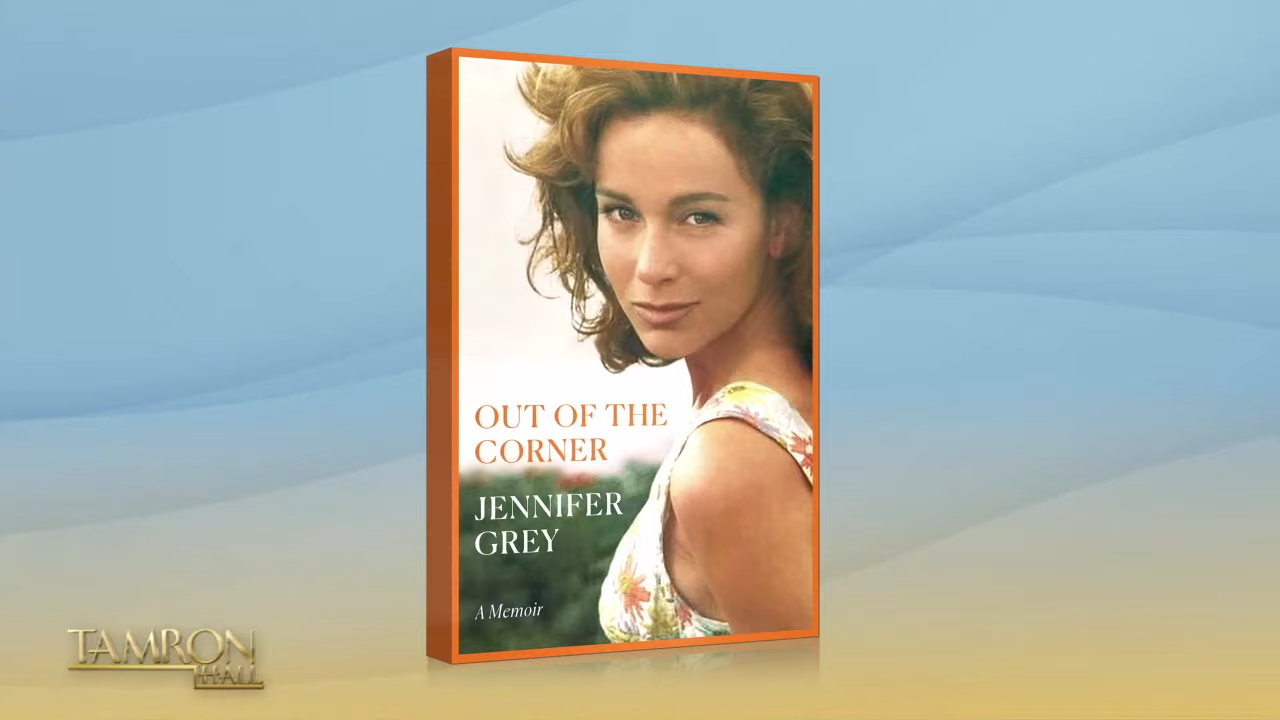 OUT OF THE
CORNER
JENNIFER
GREY
A Memoir
TAMRON
HALL